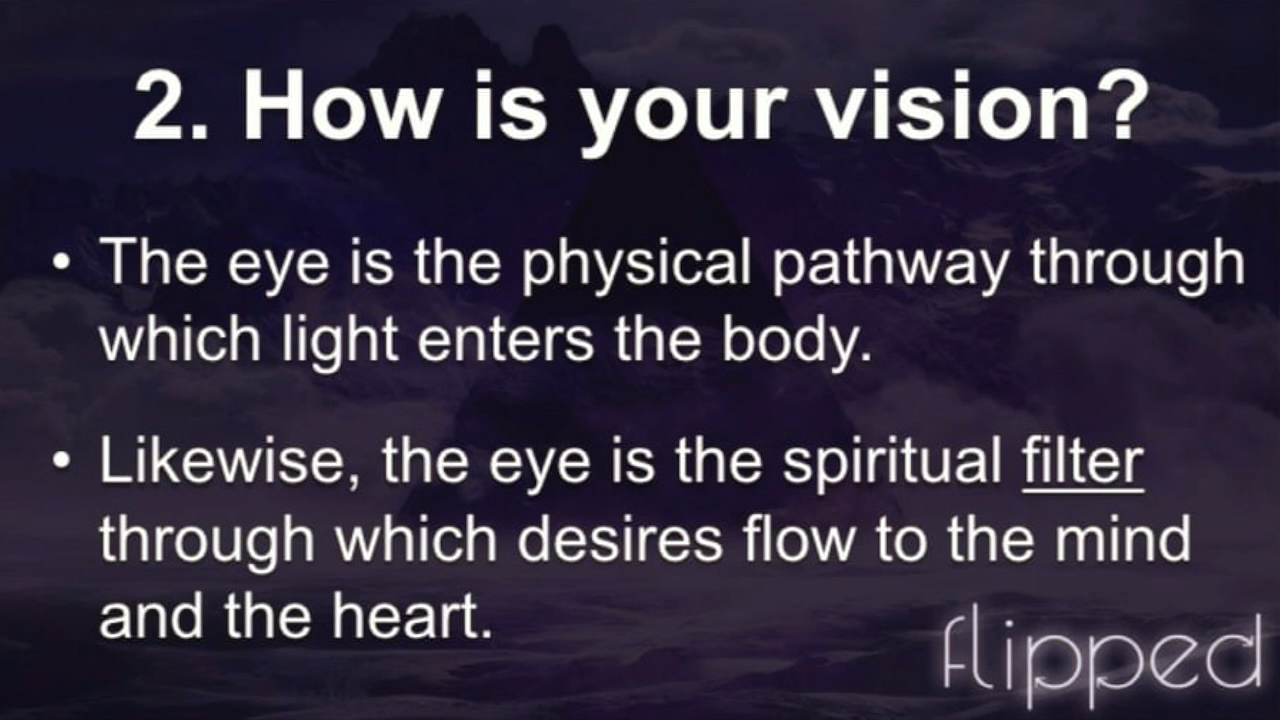 2. How is your vision?
• The eye is the physical pathway through
which light enters the body.
• Likewise, the eye is the spiritual filter
through which desires flow to the mind
and the heart.
flipped